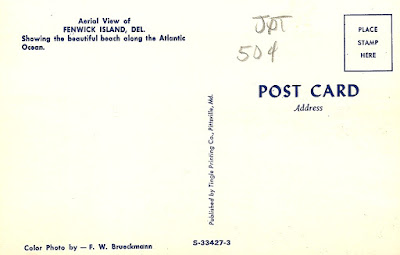 Aerial View of
FENWICK ISLAND, DEL.
Showing the beautiful beach along the Atlantic
Ocean.
504
PLACE
STAMP
HERE
POST CARD
Address
Published by Tingle Printing Co., Pittsville, Md.
Color Photo by — F. W. Brueckmann
S-33427-3